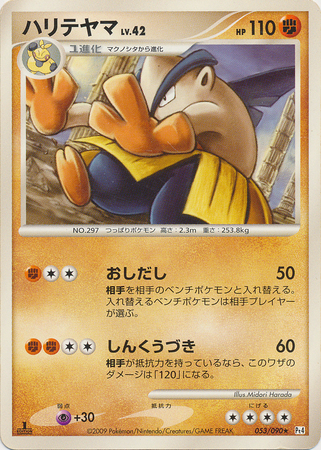 ハリテヤマ LV.42 HP 110
1進化 マクノシタから進化
NO.297 つっぱりポケモン 高さ：2.3m 重さ：253.8kg
おしだし 50
相手を相手のベンチポケモンと入れ替える。
入れ替えるベンチポケモンは相手プレイヤー
が選ぶ。
しんくうづき 60
相手が抵抗力を持っているなら、このワザの
ダメージは「120」になる。
Illus.Midori Harada
弱点 抵抗力 にげる
+30
1 EDITION ©2009 Pokémon/Nintendo/Creatures/GAME FREAK. 053/090★ Pt4